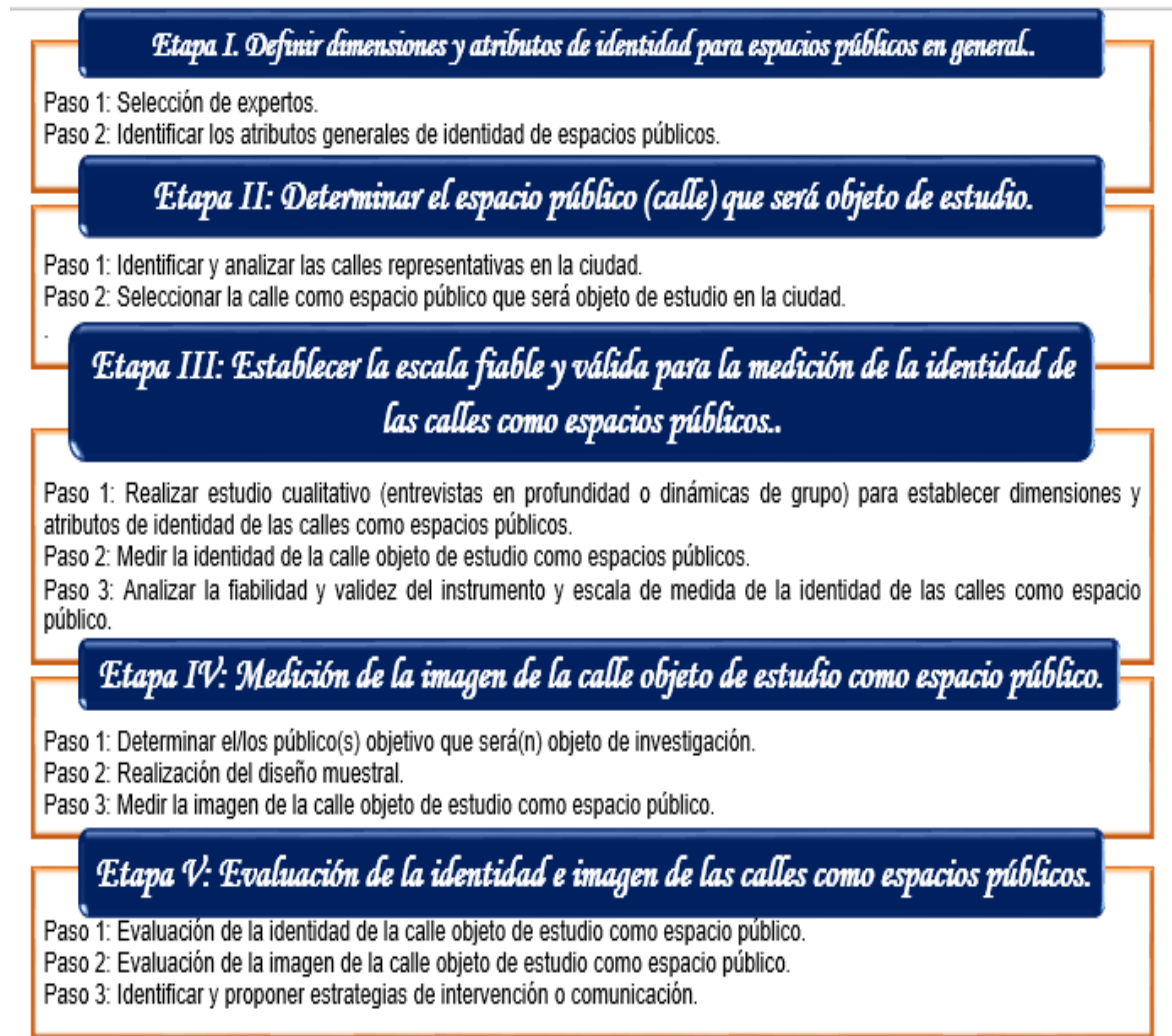 Etapa I. Definir dimensiones y atributos de identidad para espacios públicos en general..
Paso 1: Selección de expertos.
Paso 2: Identificar los atributos generales de identidad de espacios públicos.
Etapa II: Determinar el espacio público (calle) que será objeto de estudio.
Paso 1: Identificar y analizar las calles representativas en la ciudad.
Paso 2: Seleccionar la calle como espacio público que será objeto de estudio en la ciudad.
.
Etapa III: Establecer la escala fiable y válida para la medición de la identidad de
las calles como espacios públicos..
Paso 1: Realizar estudio cualitativo (entrevistas en profundidad o dinámicas de grupo) para establecer dimensiones y
atributos de identidad de las calles como espacios públicos.
Paso 2: Medir la identidad de la calle objeto de estudio como espacios públicos.
Paso 3: Analizar la fiabilidad y validez del instrumento y escala de medida de la identidad de las calles como espacio
público.
Etapa IV: Medición de la imagen de la calle objeto de estudio como espacio público.
Paso 1: Determinar el/los público(s) objetivo que será(n) objeto de investigación.
Paso 2: Realización del diseño muestral.
Paso 3: Medir la imagen de la calle objeto de estudio como espacio público.
Etapa V: Evaluación de la identidad e imagen de las calles como espacios públicos.
Paso 1: Evaluación de la identidad de la calle objeto de estudio como espacio público.
Paso 2: Evaluación de la imagen de la calle objeto de estudio como espacio público.
Paso 3: Identificar y proponer estrategias de intervención o comunicación.